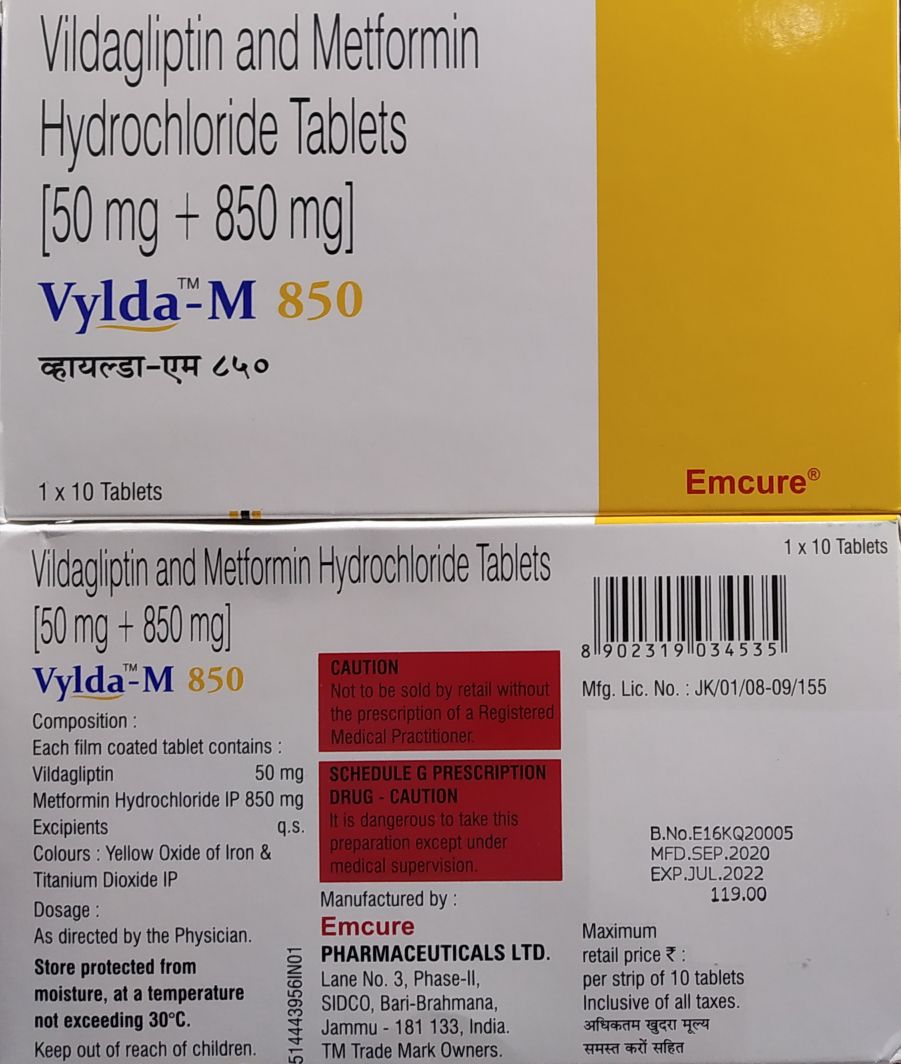 Vildagliptin and Metformin
Hydrochloride Tablets
[50 mg + 850 mg]
Vylda™-M 850
व्हायल्डा-एम ८५०
1 x 10 Tablets
Emcure®
Vildagliptin and Metformin Hydrochloride Tablets
[50 mg + 850 mg]
Vylda™-M 850
Composition :
Each film coated tablet contains :
Vildagliptin 50 mg
Metformin Hydrochloride IP 850 mg
Excipients q.s.
Colours : Yellow Oxide of Iron &
Titanium Dioxide IP
Dosage :
As directed by the Physician.
Store protected from
moisture, at a temperature
not exceeding 30°C.
Keep out of reach of children.
514443956IN01
CAUTION
Not to be sold by retail without
the prescription of a Registered
Medical Practitioner.
SCHEDULE G PRESCRIPTION
DRUG - CAUTION
It is dangerous to take this
preparation except under
medical supervision.
Manufactured by :
Emcure
PHARMACEUTICALS LTD.
Lane No. 3, Phase-II,
SIDCO, Bari-Brahmana,
Jammu - 181 133, India.
TM Trade Mark Owners.
1 x 10 Tablets
8 902319 034535
Mfg. Lic. No. : JK/01/08-09/155
B.No.E16KQ20005
MFD.SEP.2020
EXP.JUL.2022
119.00
Maximum
retail price ₹ :
per strip of 10 tablets
Inclusive of all taxes.
अधिकतम खुदरा मूल्य
समस्त करों सहित